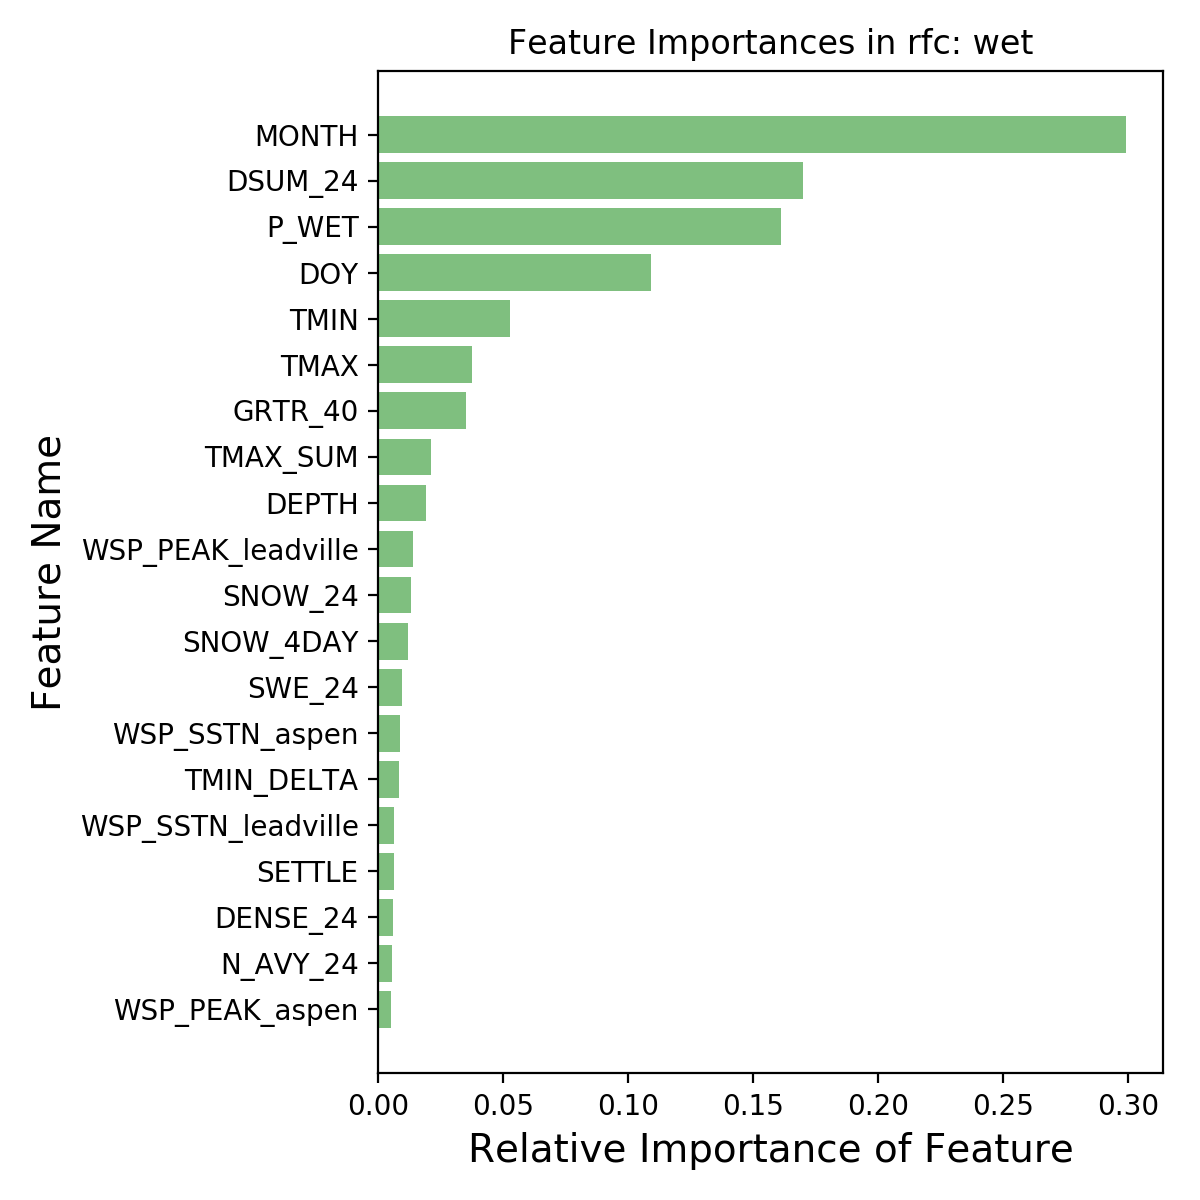 Feature Importances in rfc: wet
MONTH
DSUM_24
P_WET
DOY
TMIN
TMAX
GRTR_40
TMAX_SUM
DEPTH
WSP_PEAK_leadville
SNOW_24
SNOW_4DAY
SWE_24
WSP_SSTN_aspen
TMIN_DELTA
WSP_SSTN_leadville
SETTLE
DENSE_24
N_AVY_24
WSP_PEAK_aspen
Feature Name
0.00 0.05 0.10 0.15 0.20 0.25 0.30
Relative Importance of Feature